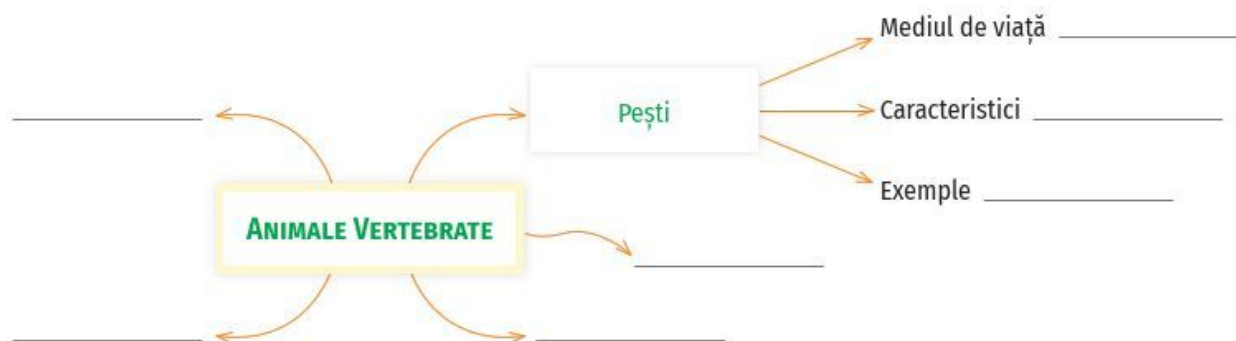 Mediul de viață
Pești
Caracteristici
Exemple
ANIMALE VERTEBRATE